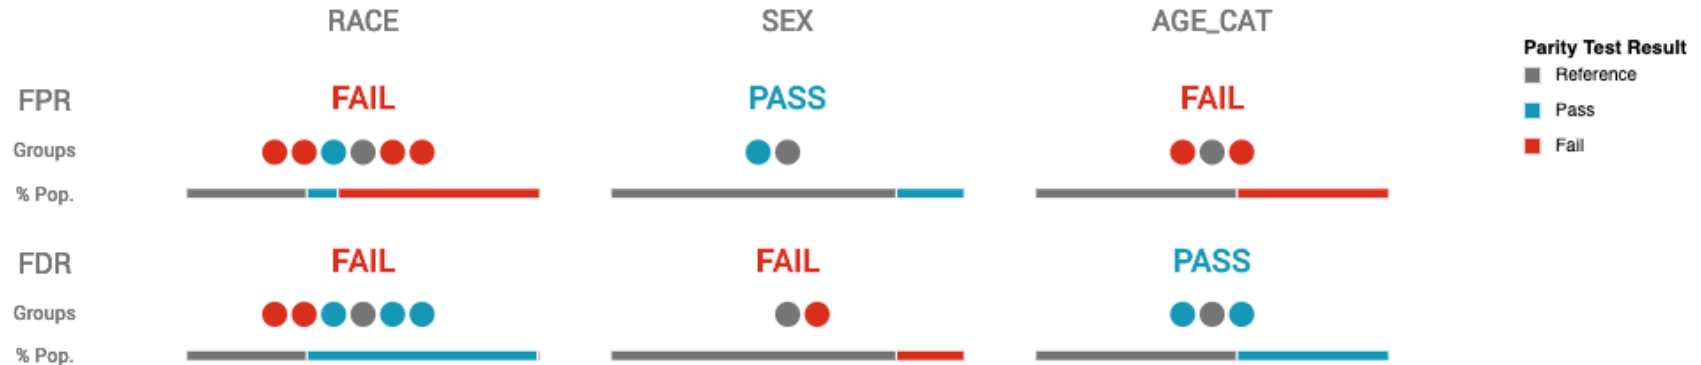 RACE SEX AGE_CAT
Parity Test Result
Reference
FPR FAIL PASS FAIL
Pass
Groups
Fail
% Pop.
FDR FAIL FAIL PASS
Groups
% Pop.